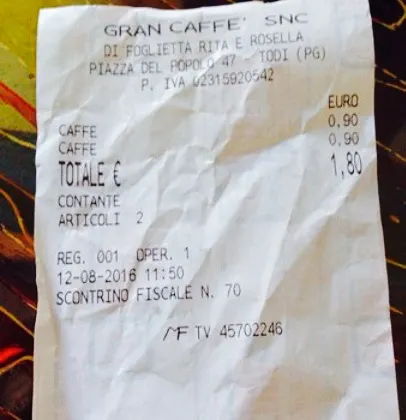 GRAN CAFFE' SNC
DI FOGLIETTA RITA E ROSELLA
PIAZZA DEL POPOLO 47 - TODI (PG)
P. IVA 02315920542
EURO
CAFFE 0,90
CAFFE 0,90
TOTALE € 1,80
CONTANTE
ARTICOLI 2
REG. 001 OPER. 1
12-08-2016 11:50
SCONTRINO FISCALE N. 70
MF TV 45702246